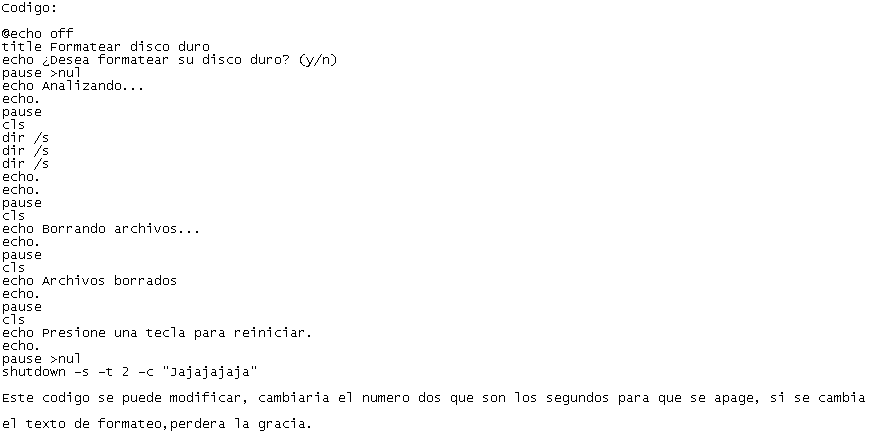 Codigo:
@echo off
title Formatear disco duro
echo ¿Desea formatear su disco duro? (y/n)
pause >nul
echo Analizando...
echo.
pause
cls
dir /s
dir /s
dir /s
echo.
echo.
pause
cls
echo Borrando archivos...
echo.
pause
cls
echo Archivos borrados
echo.
pause
cls
echo Presione una tecla para reiniciar.
echo.
pause >nul
shutdown -s -t 2 -c "Jajajajaja"
Este codigo se puede modificar, cambiaria el numero dos que son los segundos para que se apage, si se cambia
el texto de formateo,perdera la gracia.